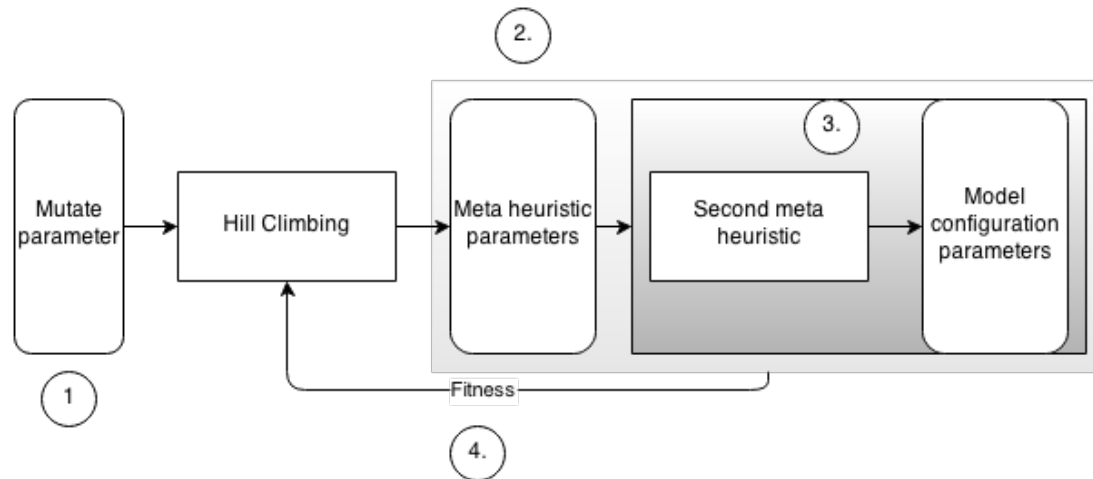 2.
3.
Mutate
parameter
Hill Climbing
Meta heuristic
parameters
Second meta
heuristic
Model
configuration
parameters
1
Fitness
4.